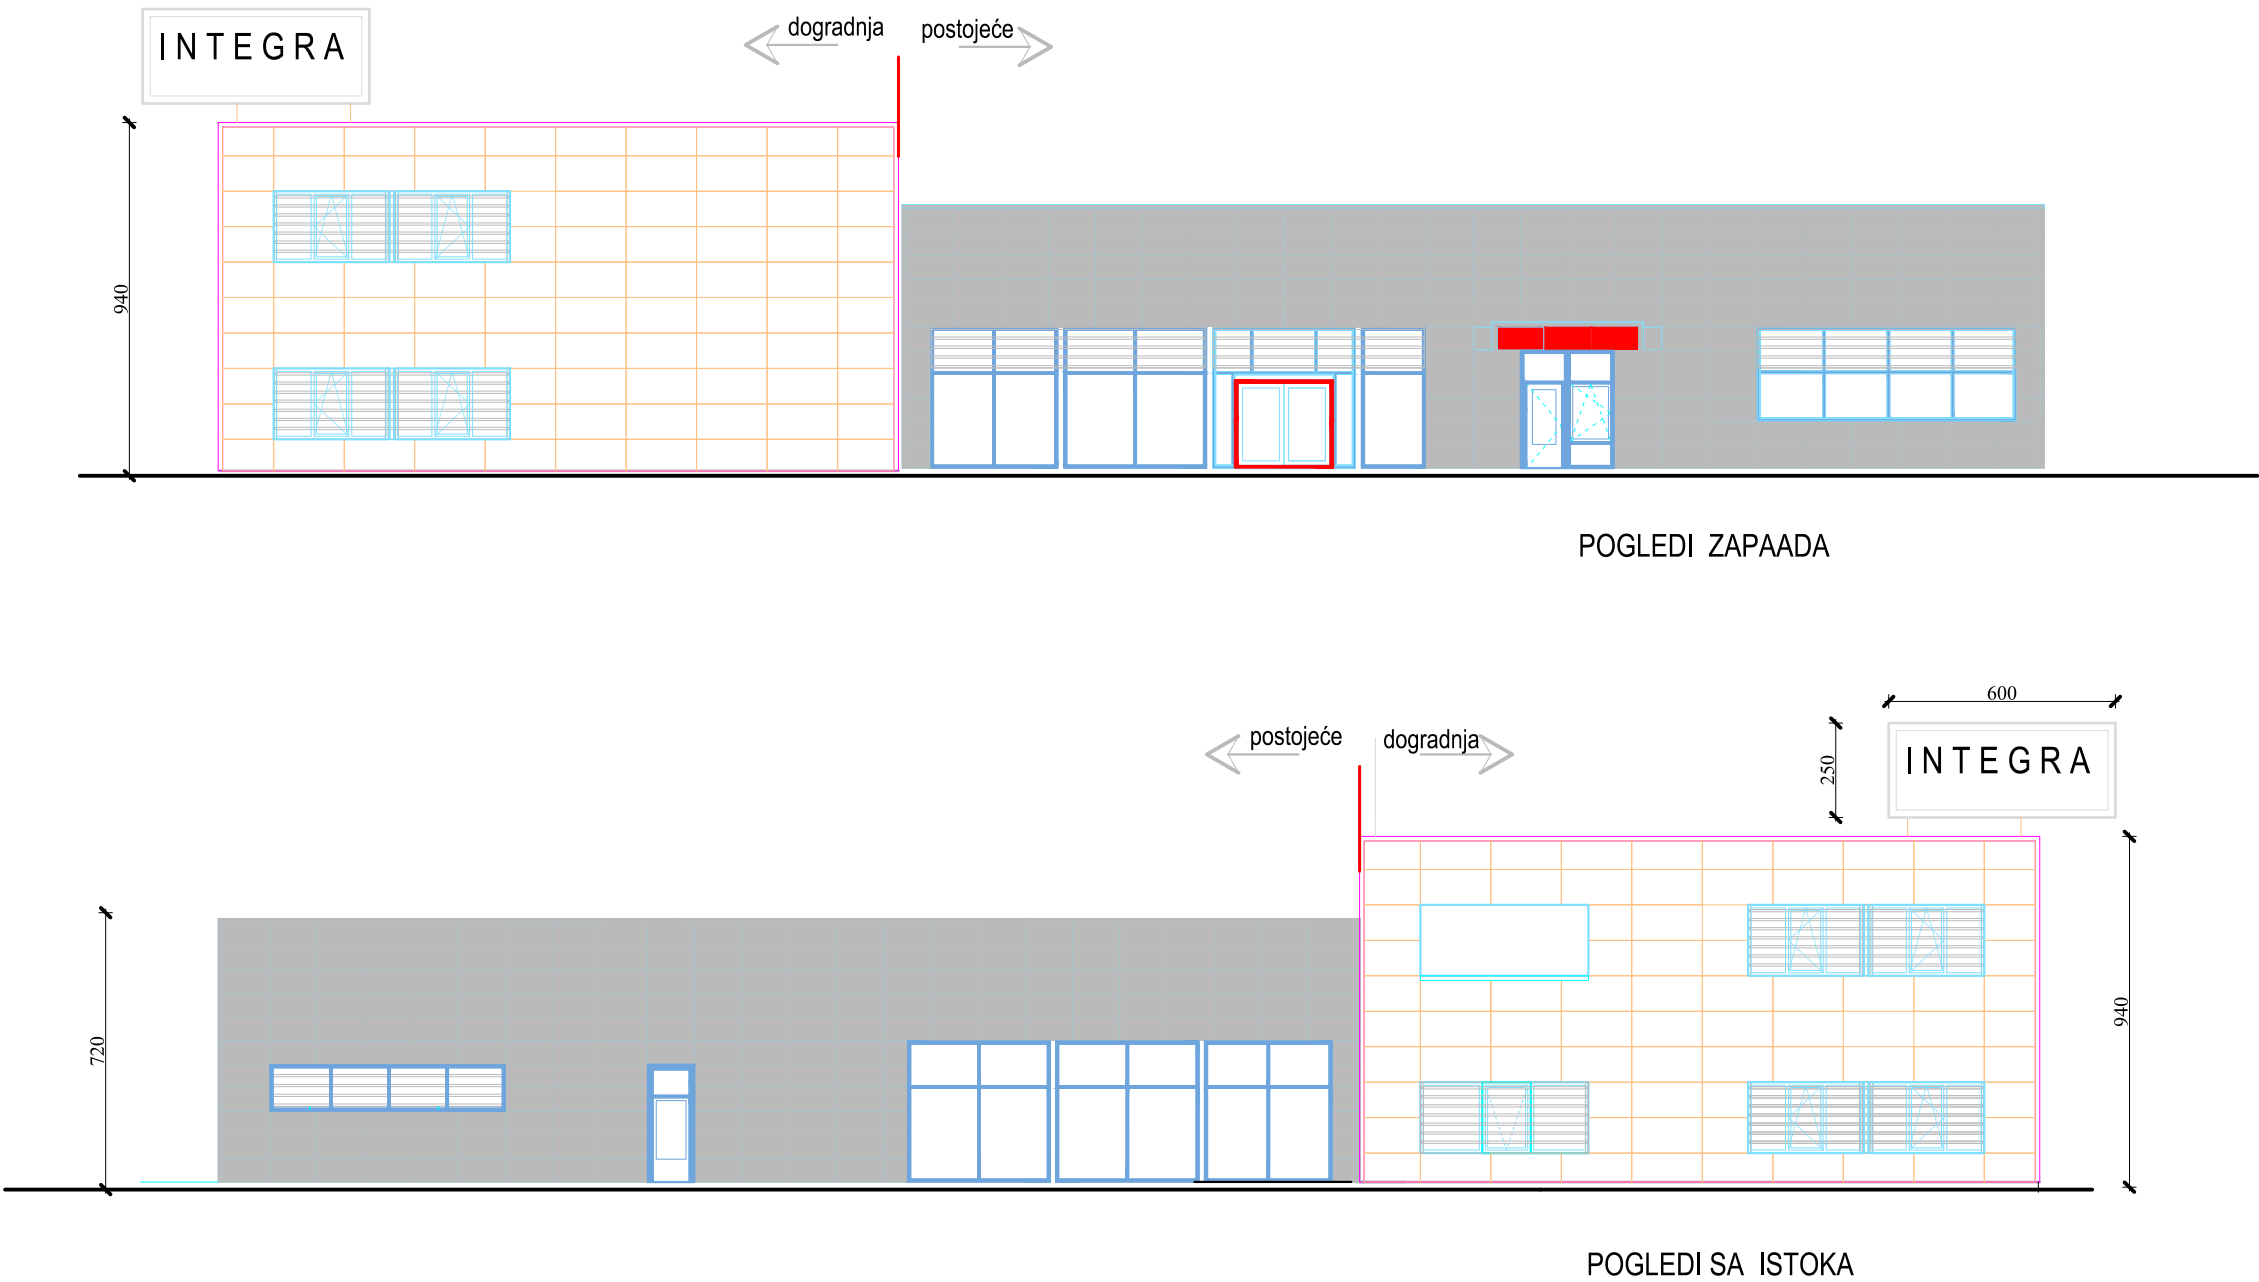 INTEGRA
dogradnja postojeće
940
POGLEDI ZAPAADA
600
postojeće dogradnja
INTEGRA
250
940
720
POGLEDI SA ISTOKA